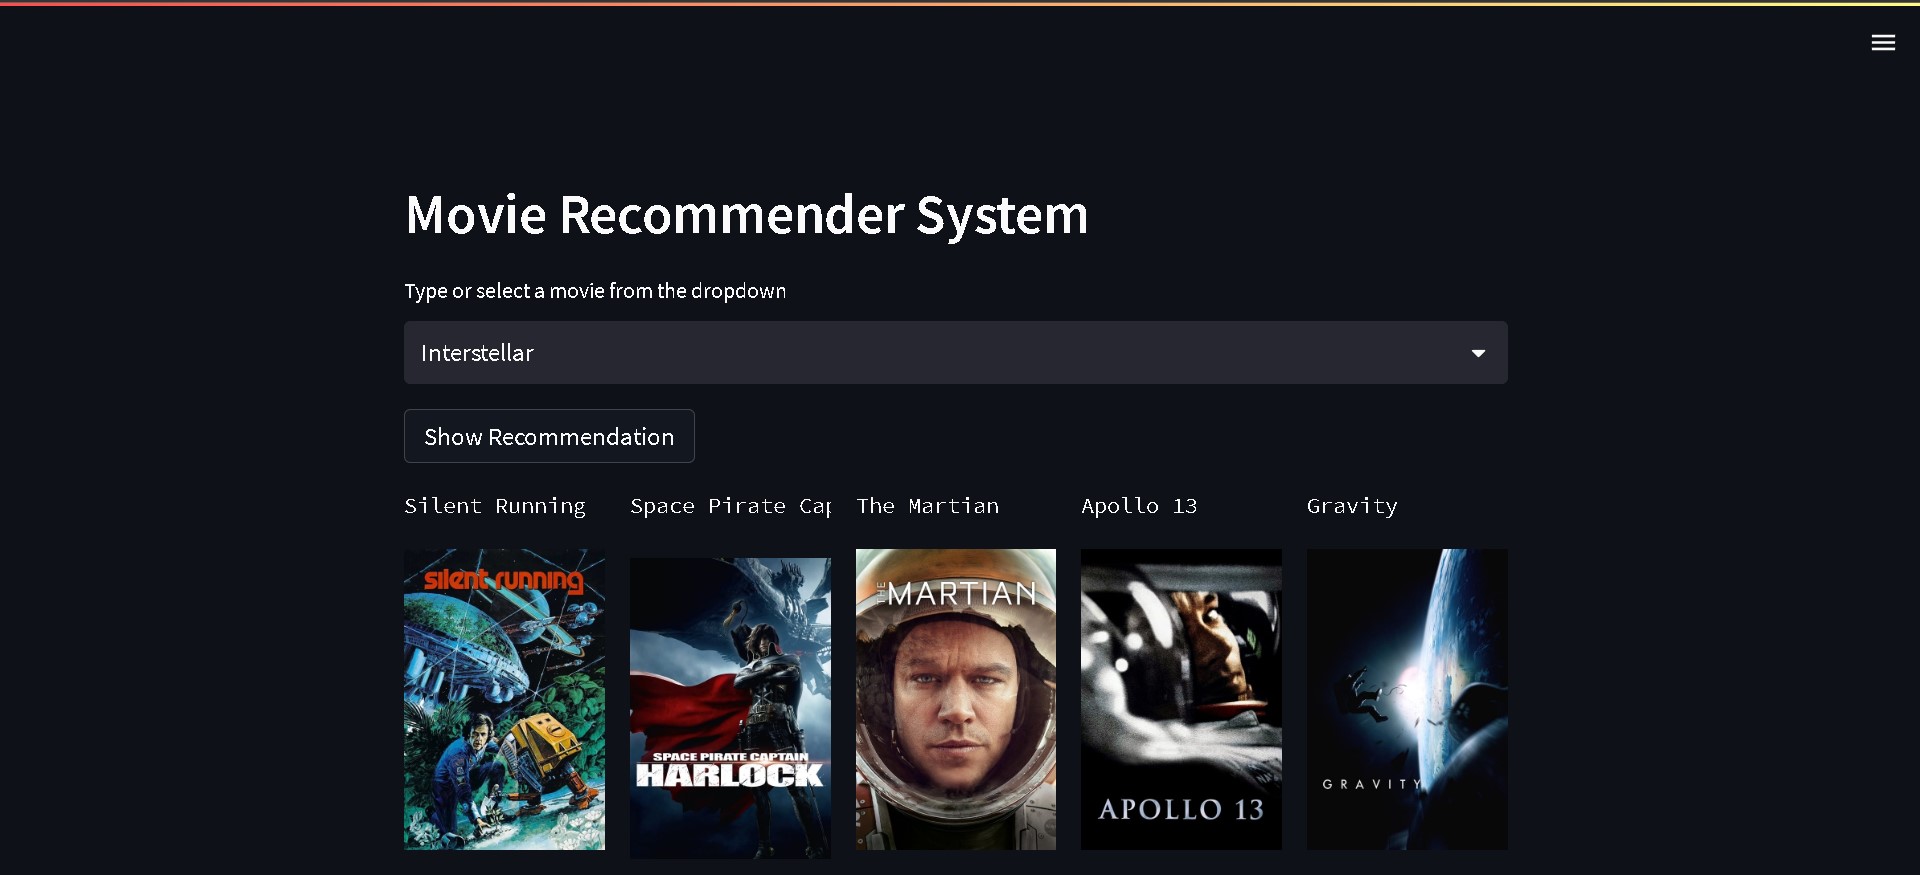 Movie Recommender System
Type or select a movie from the dropdown
Interstellar
Show Recommendation
Silent Running
Space Pirate Cap
The Martian
Apollo 13
Gravity
silent running
SPACE PIRATE CAPTAIN
HARLOCK
THE MARTIAN
APOLLO 13
GRAVITY